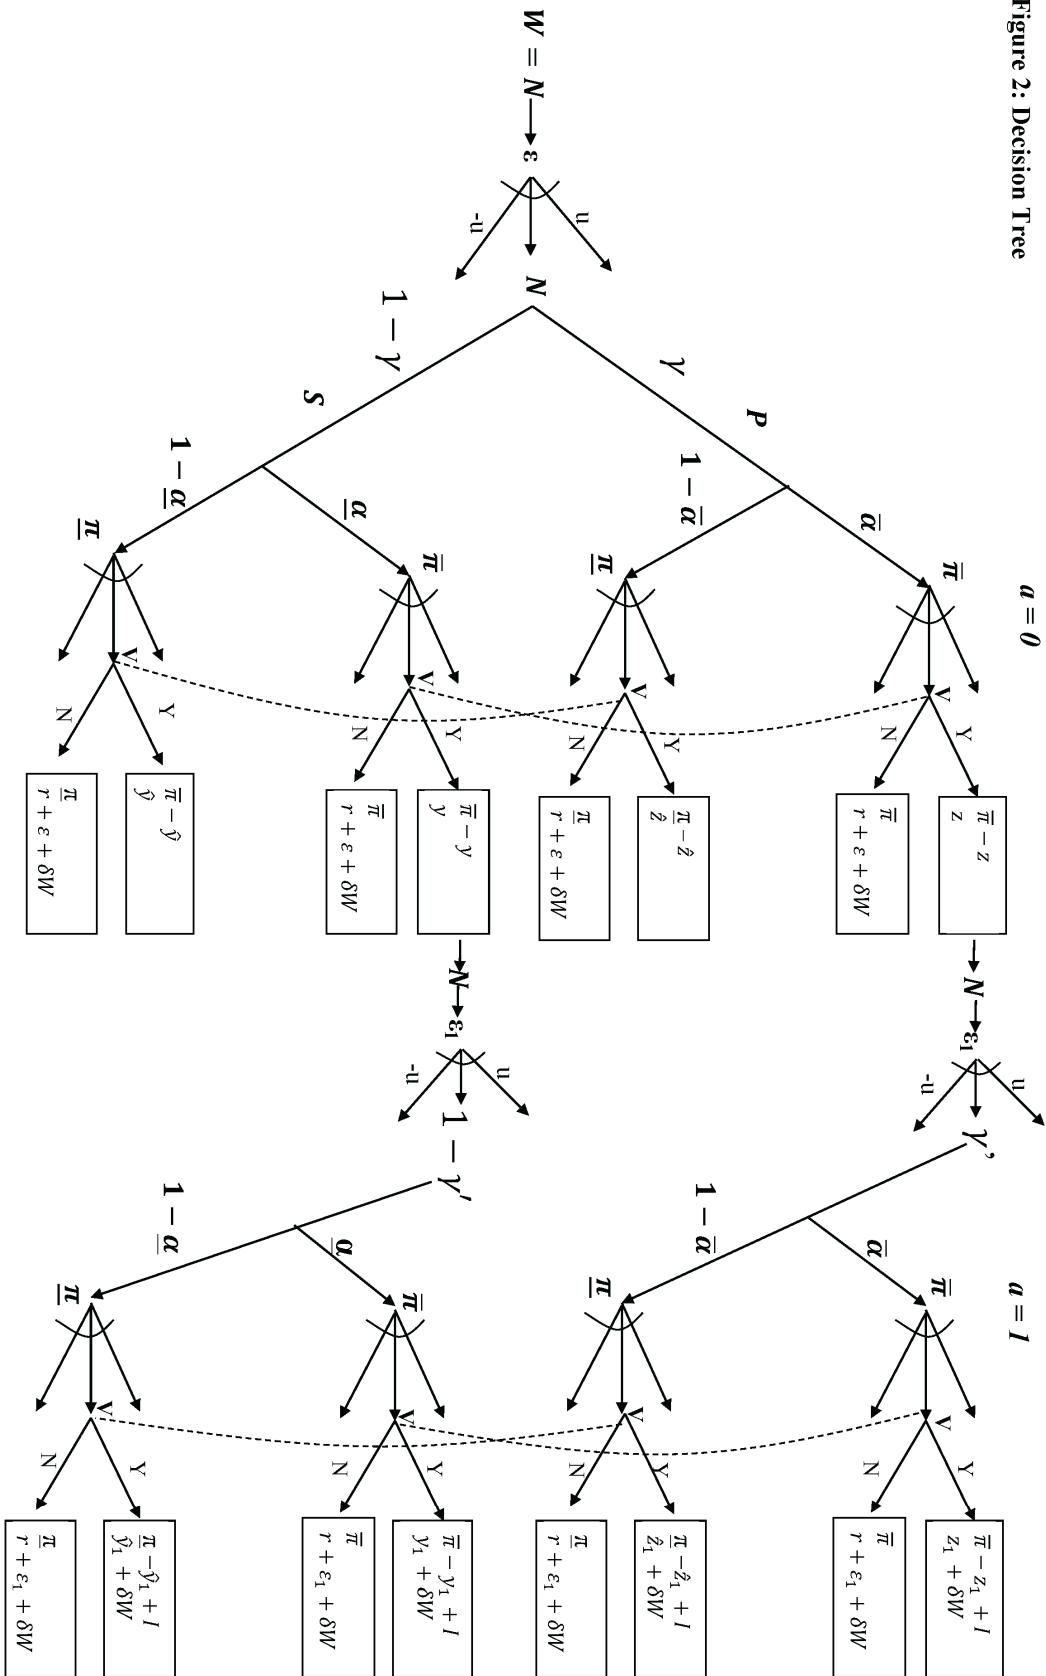 Figure 2: Decision Tree
a = 0
a = 1
W = N
ε
u
-u
N
γ
P
1 − γ
S
α̅
π̅
V
Y
N
π̅ − z
z
π̅
r + ε + δW
1 − α̅
π̲
V
Y
N
π̲ − ẑ
ẑ
π̲
r + ε + δW
α̲
π̅
V
Y
N
π̅ − y
y
π̅
r + ε + δW
1 − α̲
π̲
V
Y
N
π̅ − ŷ
ŷ
π̲
r + ε + δW
N
ε₁
u
-u
γ’
α̅
π̅
V
Y
N
π̅ − z₁ + I
z₁ + δW
π̅
r + ε₁ + δW
1 − α̅
π̲
V
Y
N
π̲ − ẑ₁ + I
ẑ₁ + δW
π̲
r + ε₁ + δW
N
ε₁
u
-u
1 − γ′
α̲
π̅
V
Y
N
π̅ − y₁ + I
y₁ + δW
π̅
r + ε₁ + δW
1 − α̲
π̲
V
Y
N
π̲ − ŷ₁ + I
ŷ₁ + δW
π̲
r + ε₁ + δW